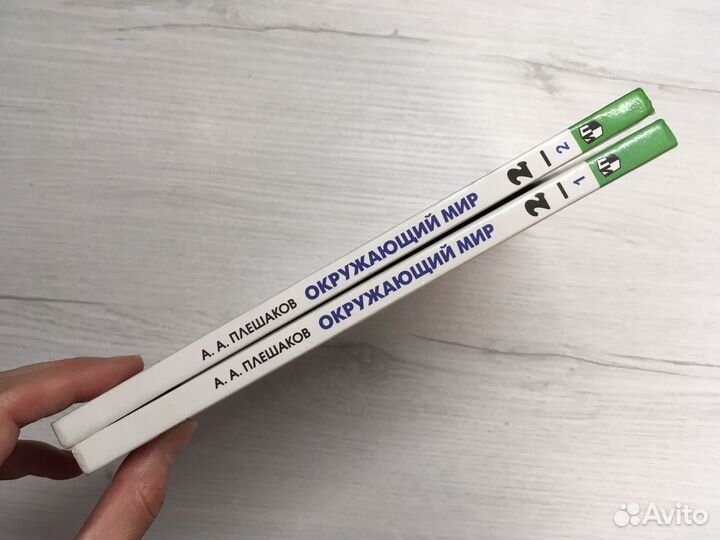 А. А. ПЛЕШАКОВ ОКРУЖАЮЩИЙ МИР 2 2
А. А. ПЛЕШАКОВ ОКРУЖАЮЩИЙ МИР 2 1
Avito